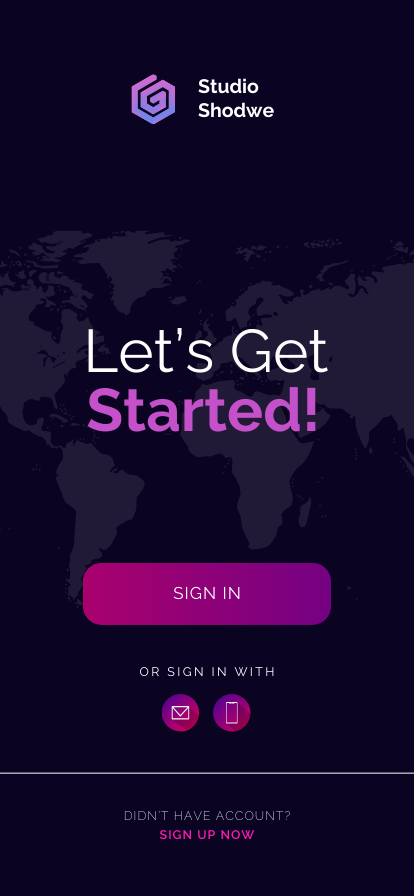 Studio
Shodwe
Let's Get
Started!
SIGN IN
OR SIGN IN WITH
DIDN'T HAVE ACCOUNT?
SIGN UP NOW